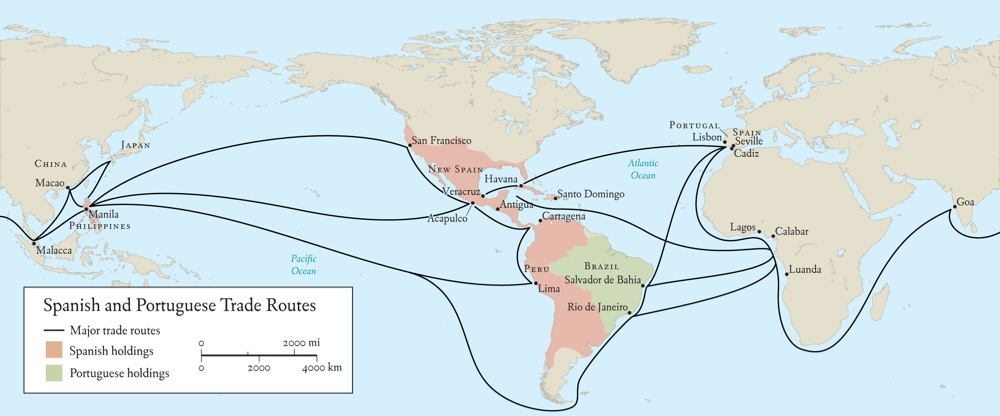 CHINA
JAPAN
Macao
Manila
PHILIPPINES
Malacca
Pacific
Ocean
San Francisco
NEW SPAIN
Havana
Veracruz
Antigua
Acapulco
Santo Domingo
Cartagena
PERU
Lima
BRAZIL
Salvador de Bahia
Rio de Janeiro
Atlantic
Ocean
PORTUGAL
SPAIN
Lisbon
Seville
Cadiz
Lagos
Calabar
Luanda
Goa
Spanish and Portuguese Trade Routes
Major trade routes
Spanish holdings
Portuguese holdings
0 2000 mi
0 2000 4000 km